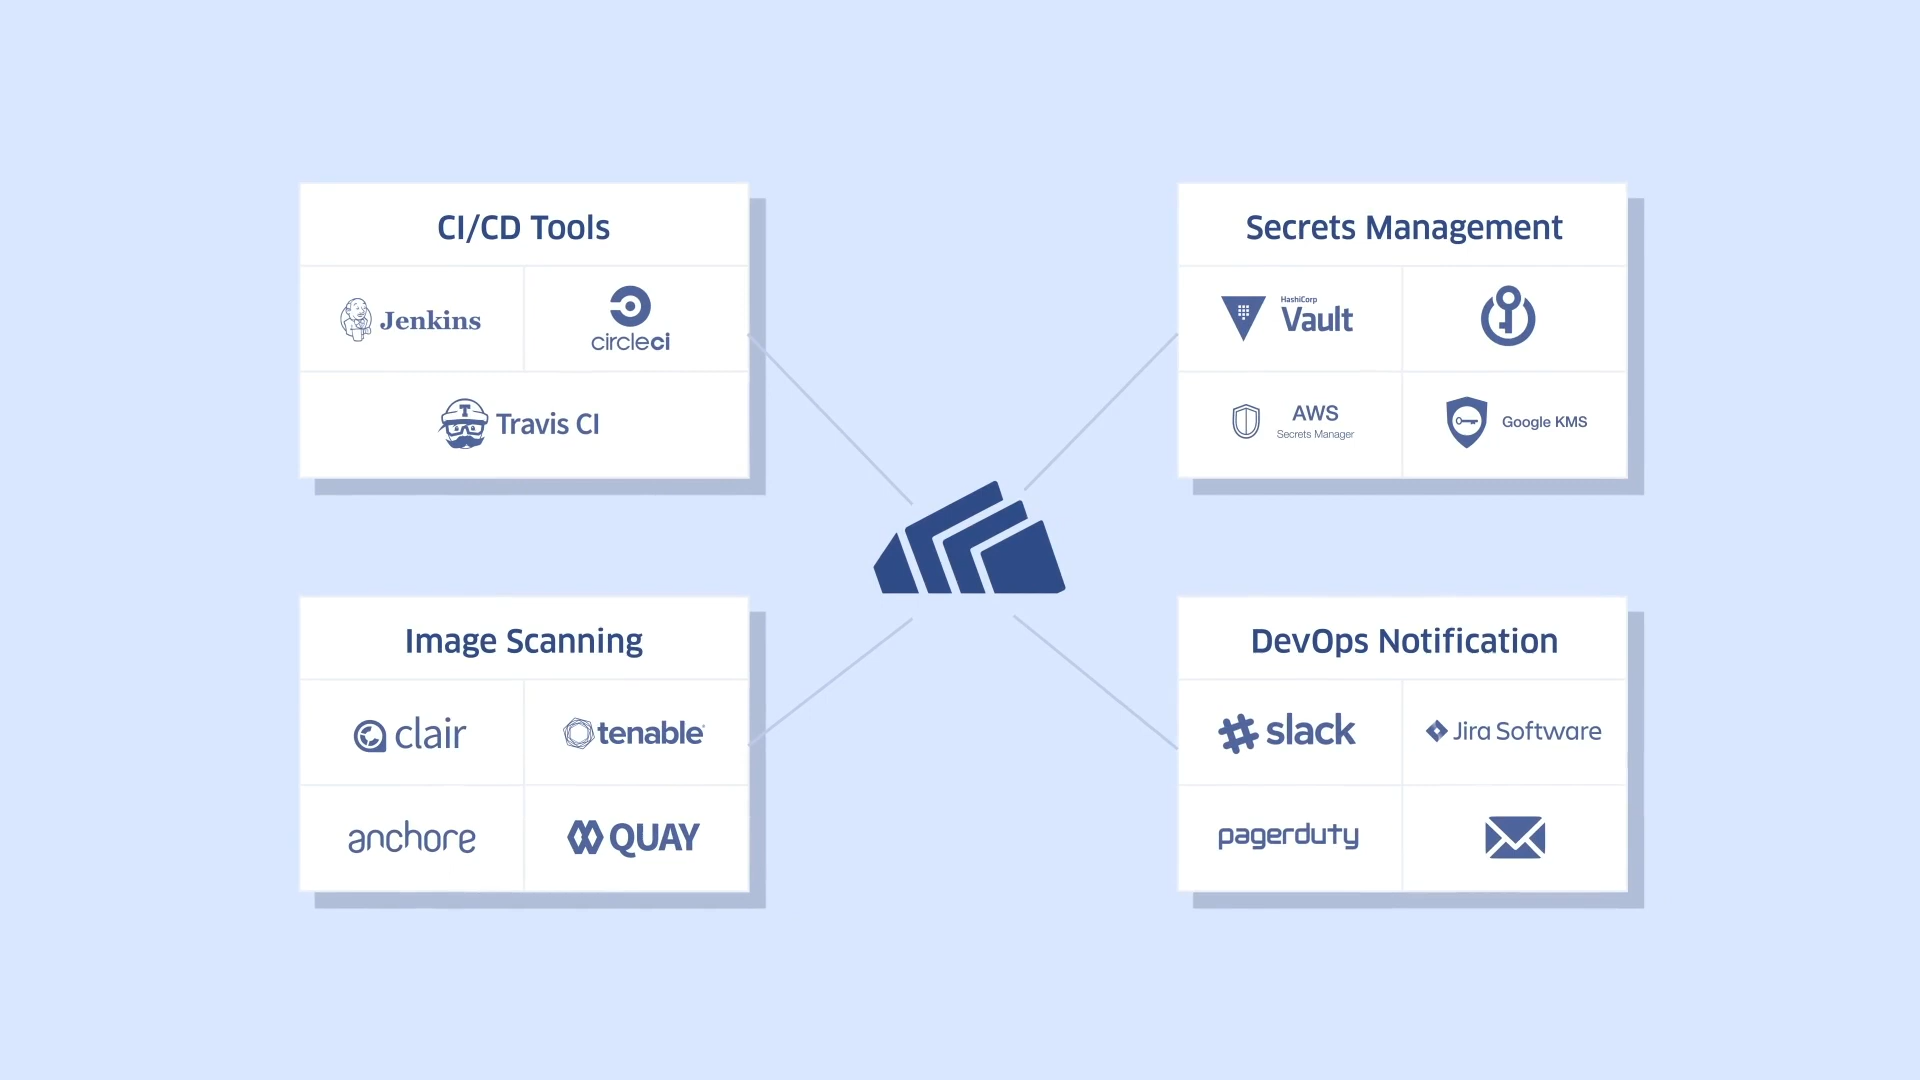 CI/CD Tools
Jenkins
circleci
Travis CI
Secrets Management
HashiCorp
Vault
AWS
Secrets Manager
Google KMS
Image Scanning
clair
tenable
anchore
QUAY
DevOps Notification
slack
Jira Software
pagerduty